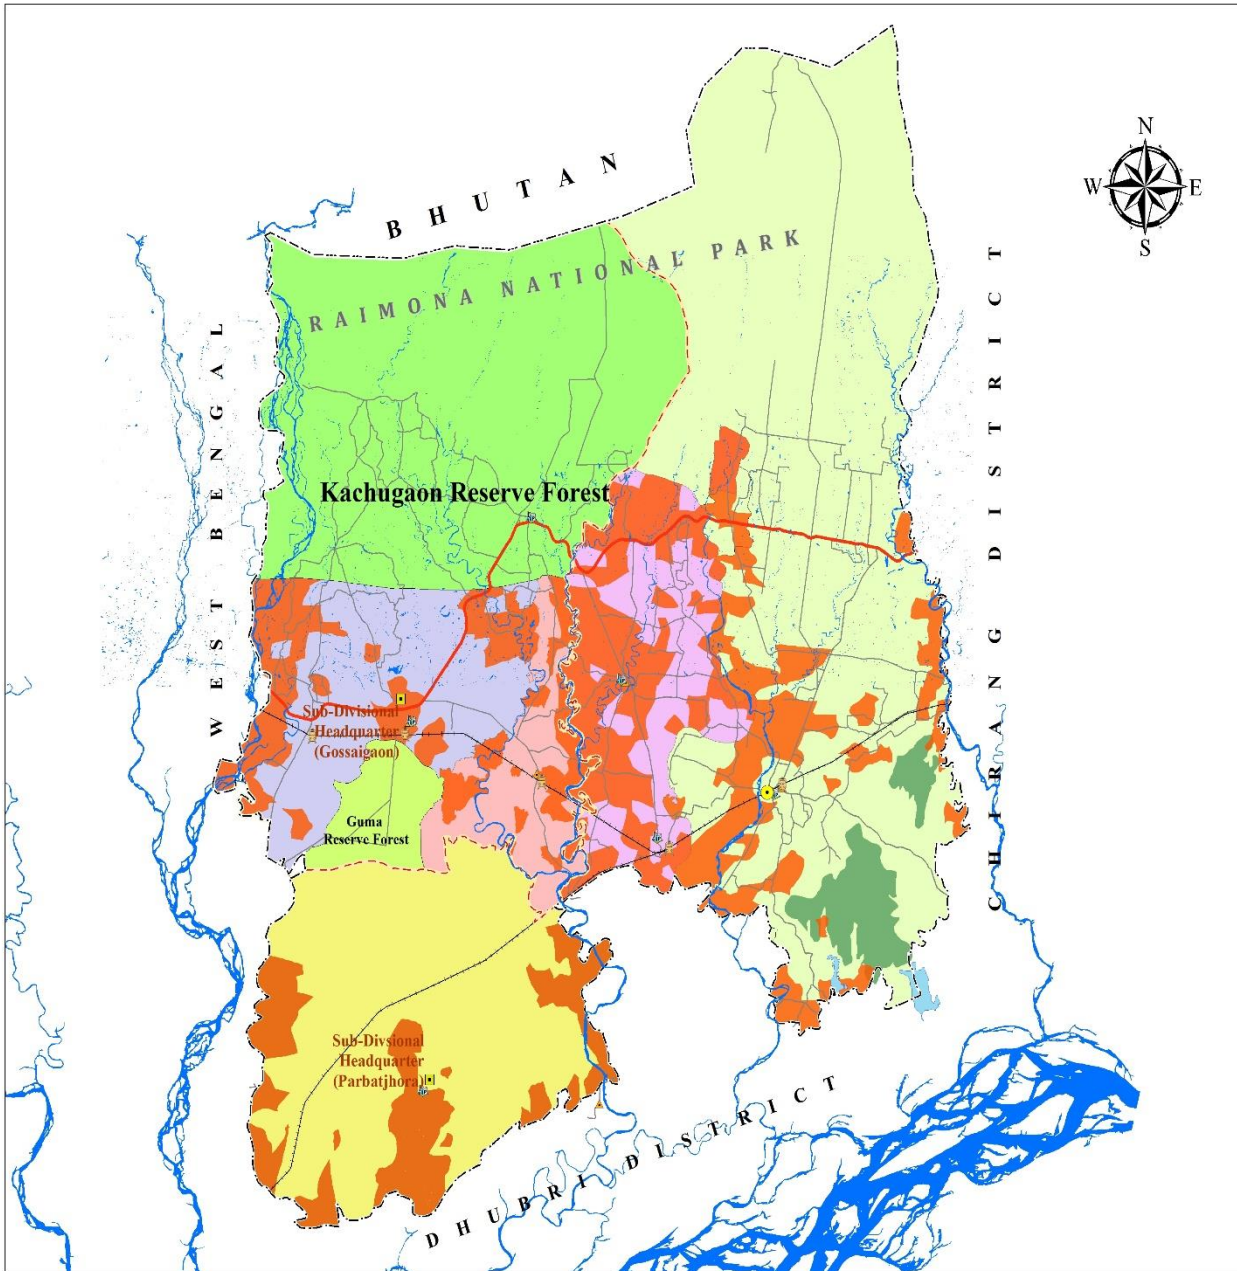 N
W E
S
BHUTAN
RAIMONA NATIONAL PARK
WEST BENGAL
CHIRANG DISTRICT
Kachugaon Reserve Forest
Sub-Divisional
Headquarter
(Gossaigaon)
Guma
Reserve Forest
Sub-Divsional
Headquarter
(Parbatjhora)
DHUBRI DISTRICT